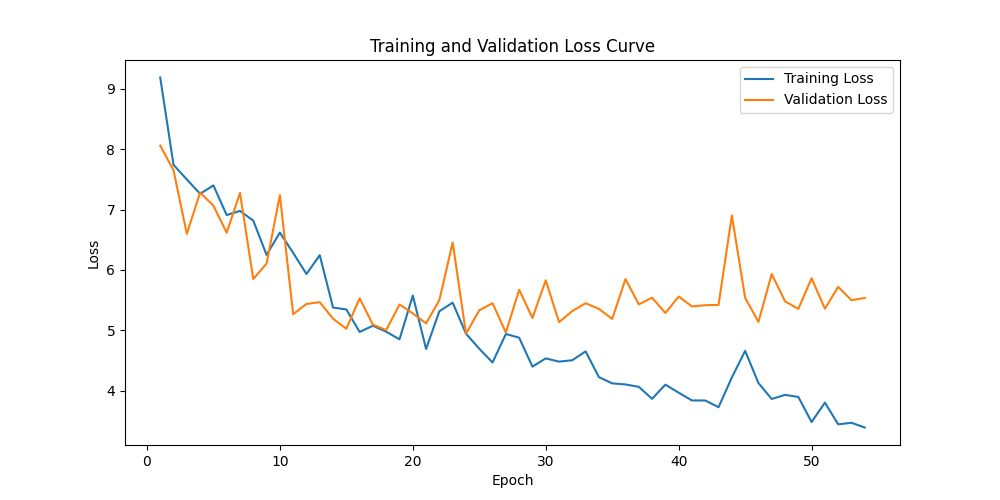 Training and Validation Loss Curve
Training Loss
Validation Loss
Loss
9
8
7
6
5
4
0 10 20 30 40 50
Epoch